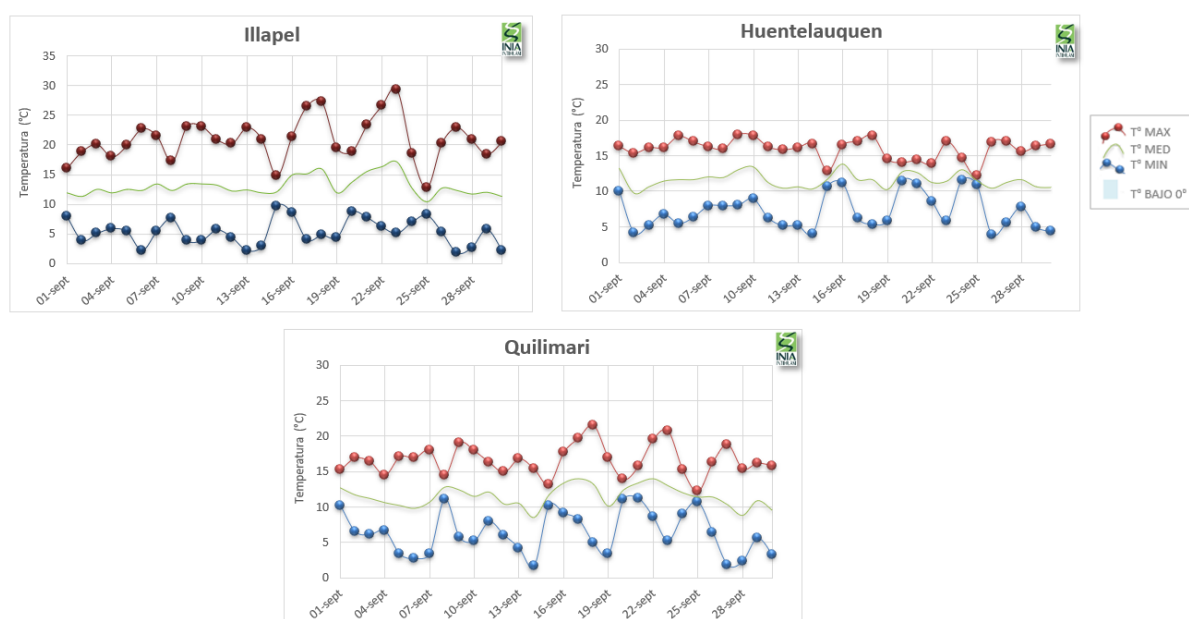 Illapel
INIA
INTIHUASI
Temperatura (°C)
35
30
25
20
15
10
5
0
01-sept
04-sept
07-sept
10-sept
13-sept
16-sept
19-sept
22-sept
25-sept
28-sept
Huentelauquen
INIA
INTIHUASI
Temperatura (°C)
30
25
20
15
10
5
0
01-sept
04-sept
07-sept
10-sept
13-sept
16-sept
19-sept
22-sept
25-sept
28-sept
T° MAX
T° MED
T° MIN
T° BAJO 0°
Quilimari
INIA
INTIHUASI
Temperatura (°C)
30
25
20
15
10
5
0
01-sept
04-sept
07-sept
10-sept
13-sept
16-sept
19-sept
22-sept
25-sept
28-sept